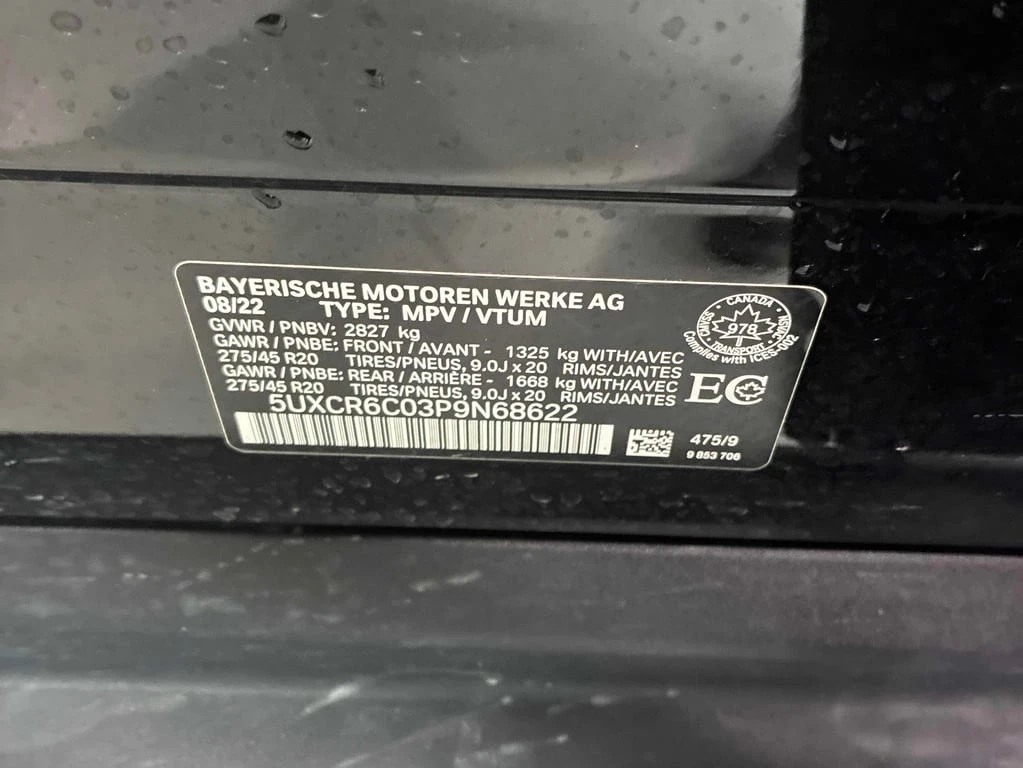 BAYERISCHE MOTOREN WERKE AG
08/22 TYPE: MPV / VTUM
GVWR / PNBV: 2827 kg
GAWR / PNBE: FRONT / AVANT - 1325 kg WITH/AVEC
275/45 R20 TIRES/PNEUS, 9.0J x 20 RIMS/JANTES
GAWR / PNBE: REAR / ARRIÈRE - 1668 kg WITH/AVEC
275/45 R20 TIRES/PNEUS, 9.0J x 20 RIMS/JANTES
5UXCR6C03P9N68622
CANADA
978
TRANSPORT
Complies with ICES-002
EC
475/9
9 853 706